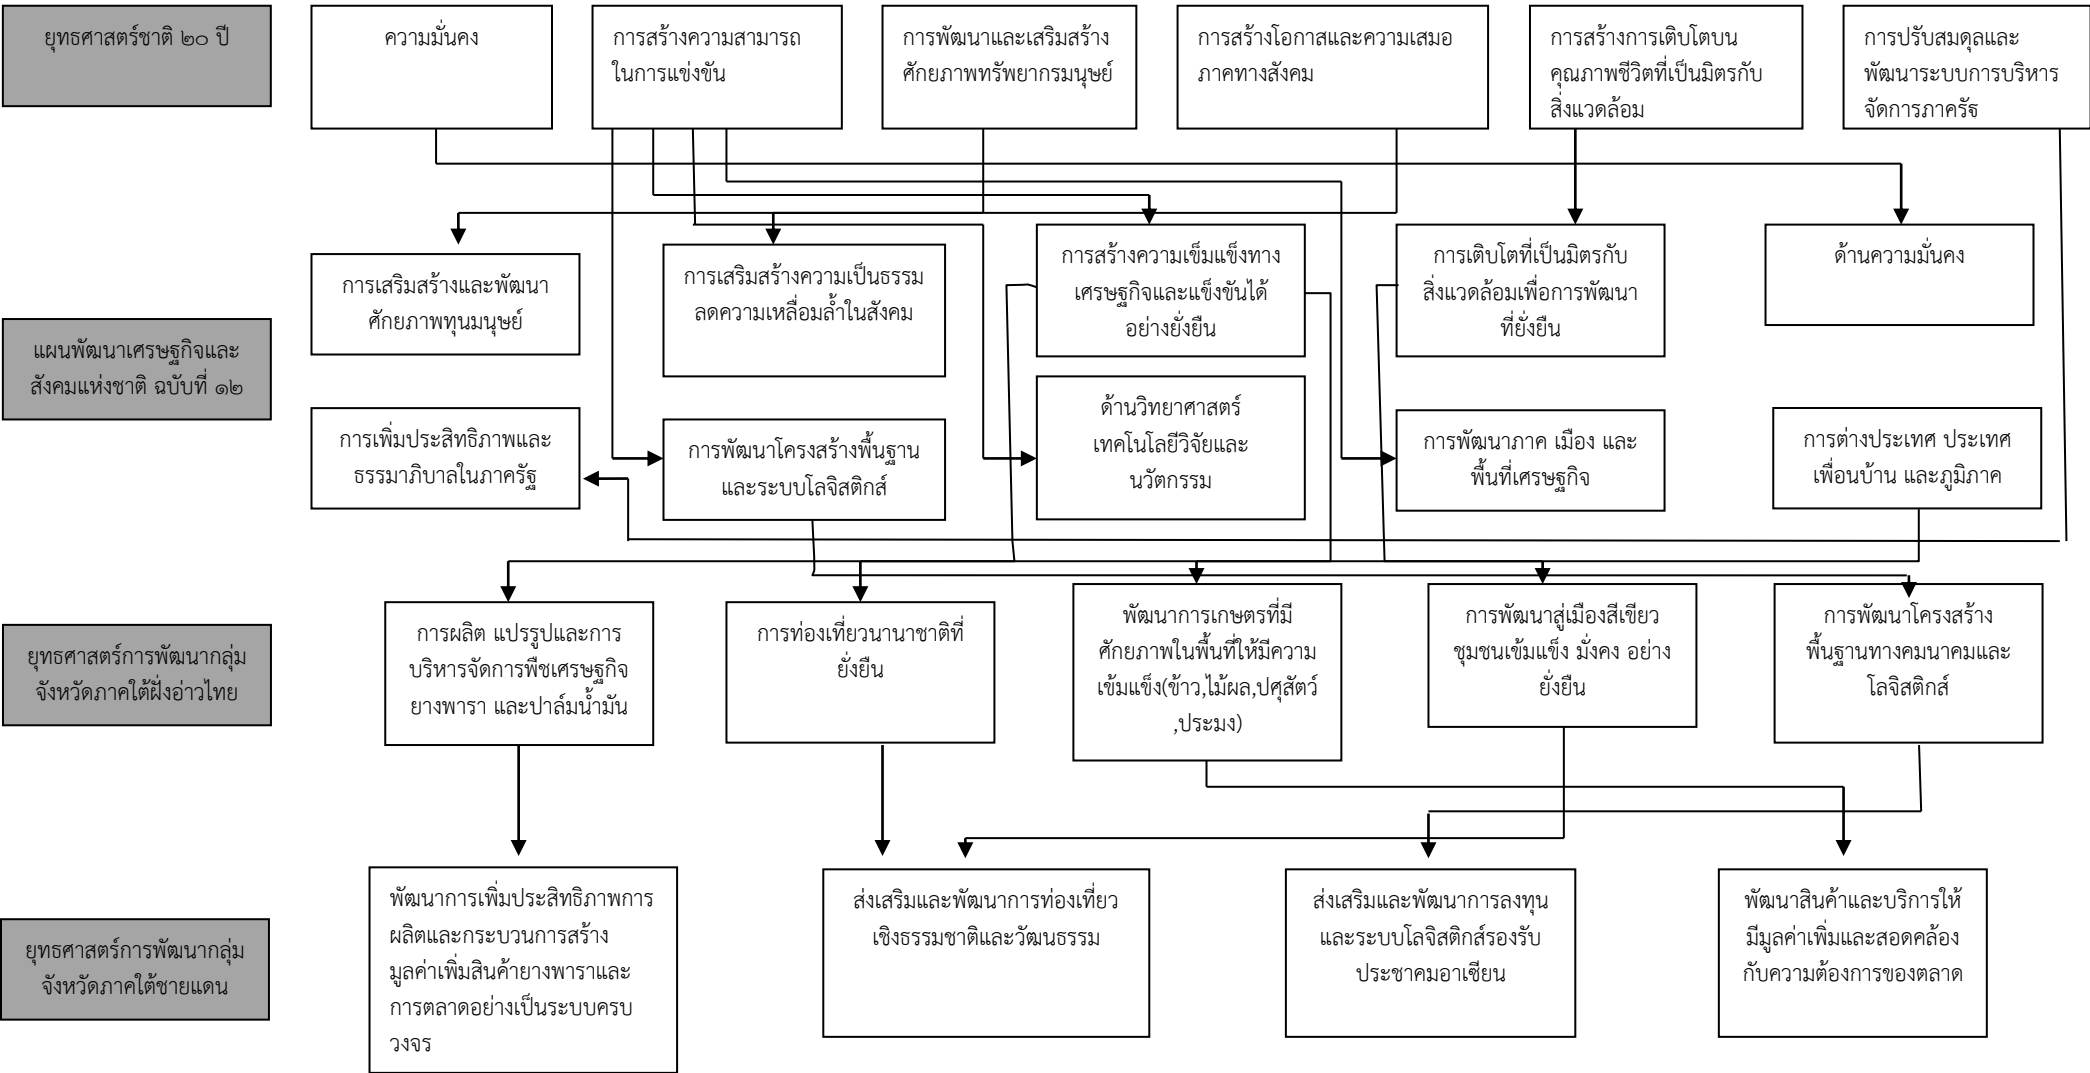 ยุทธศาสตร์ชาติ ๒๐ ปี
ความมั่นคง
การสร้างความสามารถ
ในการแข่งขัน
การพัฒนาและเสริมสร้าง
ศักยภาพทรัพยากรมนุษย์
การสร้างโอกาสและความเสมอ
ภาคทางสังคม
การสร้างการเติบโตบน
คุณภาพชีวิตที่เป็นมิตรกับ
สิ่งแวดล้อม
การปรับสมดุลและ
พัฒนาระบบการบริหาร
จัดการภาครัฐ
แผนพัฒนาเศรษฐกิจและ
สังคมแห่งชาติ ฉบับที่ ๑๒
การเสริมสร้างและพัฒนา
ศักยภาพทุนมนุษย์
การเสริมสร้างความเป็นธรรม
ลดความเหลื่อมล้ำในสังคม
การสร้างความเข็มแข็งทาง
เศรษฐกิจและแข็งขันได้
อย่างยั่งยืน
การเติบโตที่เป็นมิตรกับ
สิ่งแวดล้อมเพื่อการพัฒนา
ที่ยั่งยืน
ด้านความมั่นคง
การเพิ่มประสิทธิภาพและ
ธรรมาภิบาลในภาครัฐ
การพัฒนาโครงสร้างพื้นฐาน
และระบบโลจิสติกส์
ด้านวิทยาศาสตร์
เทคโนโลยีวิจัยและ
นวัตกรรม
การพัฒนาภาค เมือง และ
พื้นที่เศรษฐกิจ
การต่างประเทศ ประเทศ
เพื่อนบ้าน และภูมิภาค
ยุทธศาสตร์การพัฒนากลุ่ม
จังหวัดภาคใต้ฝั่งอ่าวไทย
การผลิต แปรรูปและการ
บริหารจัดการพืชเศรษฐกิจ
ยางพารา และปาล์มน้ำมัน
การท่องเที่ยวนานาชาติที่
ยั่งยืน
พัฒนาการเกษตรที่มี
ศักยภาพในพื้นที่ให้มีความ
เข้มแข็ง(ข้าว,ไม้ผล,ปศุสัตว์
,ประมง)
การพัฒนาสู่เมืองสีเขียว
ชุมชนเข้มแข็ง มั่งคง อย่าง
ยั่งยืน
การพัฒนาโครงสร้าง
พื้นฐานทางคมนาคมและ
โลจิสติกส์
ยุทธศาสตร์การพัฒนากลุ่ม
จังหวัดภาคใต้ชายแดน
พัฒนาการเพิ่มประสิทธิภาพการ
ผลิตและกระบวนการสร้าง
มูลค่าเพิ่มสินค้ายางพาราและ
การตลาดอย่างเป็นระบบครบ
วงจร
ส่งเสริมและพัฒนาการท่องเที่ยว
เชิงธรรมชาติและวัฒนธรรม
ส่งเสริมและพัฒนาการลงทุน
และระบบโลจิสติกส์รองรับ
ประชาคมอาเซียน
พัฒนาสินค้าและบริการให้
มีมูลค่าเพิ่มและสอดคล้อง
กับความต้องการของตลาด